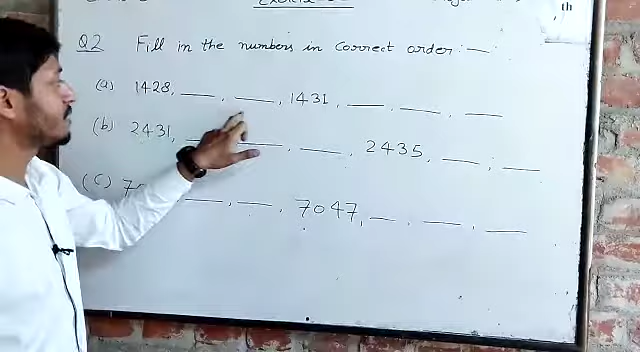 th
Q2 Fill in the numbers in correct order:—
(a) 1428, ___, ___, 1431, ___, ___, ___
(b) 2431, ___, ___, ___, 2435, ___, ___
(c) ___, ___, 7047, ___, ___, ___